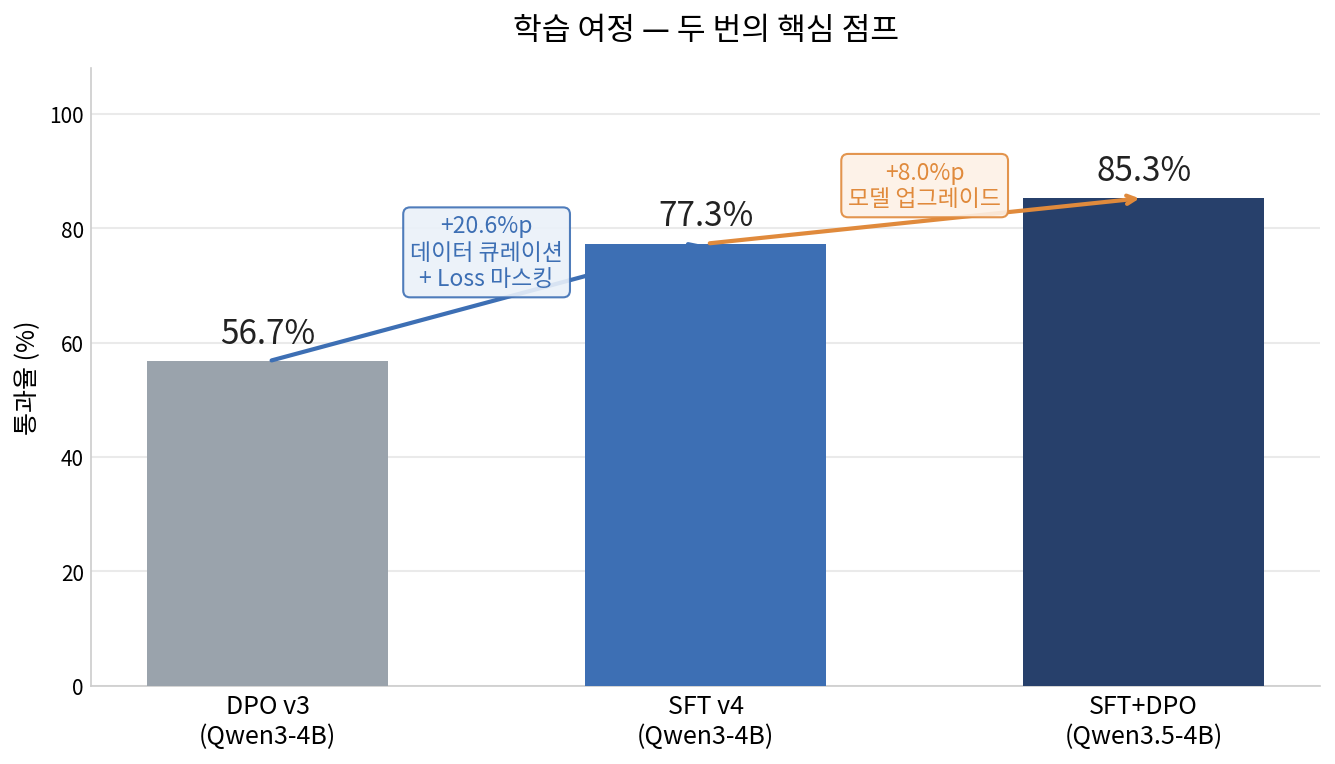 학습 여정 — 두 번의 핵심 점프
통과율 (%)
100
80
60
40
20
0
56.7%
+20.6%p
데이터 큐레이션
+ Loss 마스킹
77.3%
+8.0%p
모델 업그레이드
85.3%
DPO v3
(Qwen3-4B)
SFT v4
(Qwen3-4B)
SFT+DPO
(Qwen3.5-4B)